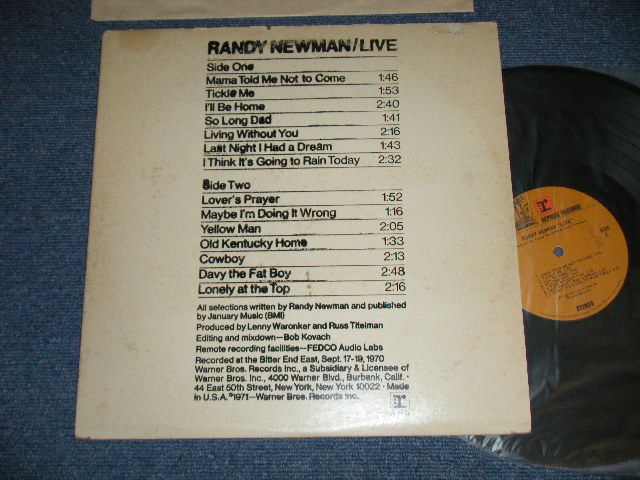 RANDY NEWMAN/LIVE
Side One
Mama Told Me Not to Come 1:46
Tickle Me 1:53
I'll Be Home 2:40
So Long Dad 1:41
Living Without You 2:16
Last Night I Had a Dream 1:43
I Think It's Going to Rain Today 2:32
Side Two
Lover's Prayer 1:52
Maybe I'm Doing It Wrong 1:16
Yellow Man 2:05
Old Kentucky Home 1:33
Cowboy 2:13
Davy the Fat Boy 2:48
Lonely at the Top 2:16
All selections written by Randy Newman and published
by January Music (BMI)
Produced by Lenny Waronker and Russ Titelman
Editing and mixdown—Bob Kovach
Remote recording facilities—FEDCO Audio Labs
Recorded at the Bitter End East, Sept. 17-19, 1970
Warner Bros. Records Inc., a Subsidiary & Licensee of
Warner Bros. Inc., 4000 Warner Blvd., Burbank, Calif. ·
44 East 50th Street, New York, New York 10022 · Made
in U.S.A. ℗1971—Warner Bros. Records Inc.
r
REPRISE RECORDS
STEREO